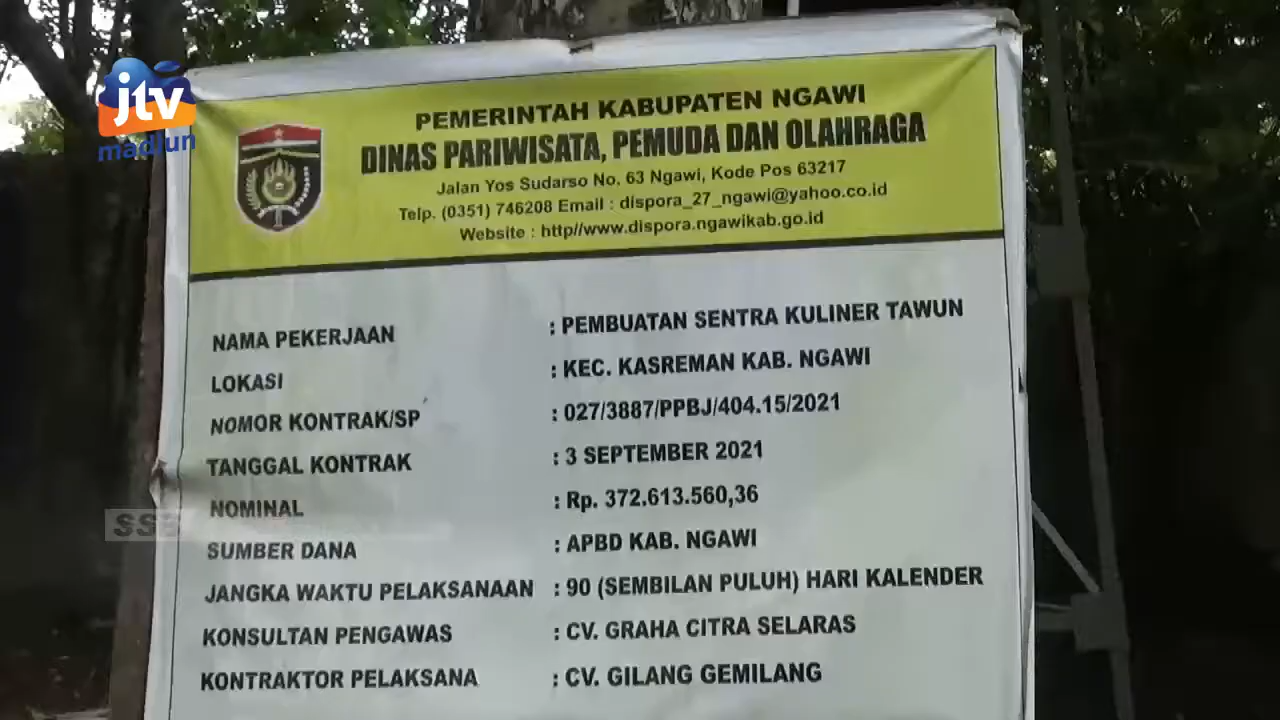 jtv
madiun
PEMERINTAH KABUPATEN NGAWI
DINAS PARIWISATA, PEMUDA DAN OLAHRAGA
Jalan Yos Sudarso No. 63 Ngawi, Kode Pos 63217
Telp. (0351) 746208 Email : dispora_27_ngawi@yahoo.co.id
Website : http//www.dispora.ngawikab.go.id
NAMA PEKERJAAN : PEMBUATAN SENTRA KULINER TAWUN
LOKASI : KEC. KASREMAN KAB. NGAWI
NOMOR KONTRAK/SP : 027/3887/PPBJ/404.15/2021
TANGGAL KONTRAK : 3 SEPTEMBER 2021
NOMINAL : Rp. 372.613.560,36
SUMBER DANA : APBD KAB. NGAWI
JANGKA WAKTU PELAKSANAAN : 90 (SEMBILAN PULUH) HARI KALENDER
KONSULTAN PENGAWAS : CV. GRAHA CITRA SELARAS
KONTRAKTOR PELAKSANA : CV. GILANG GEMILANG